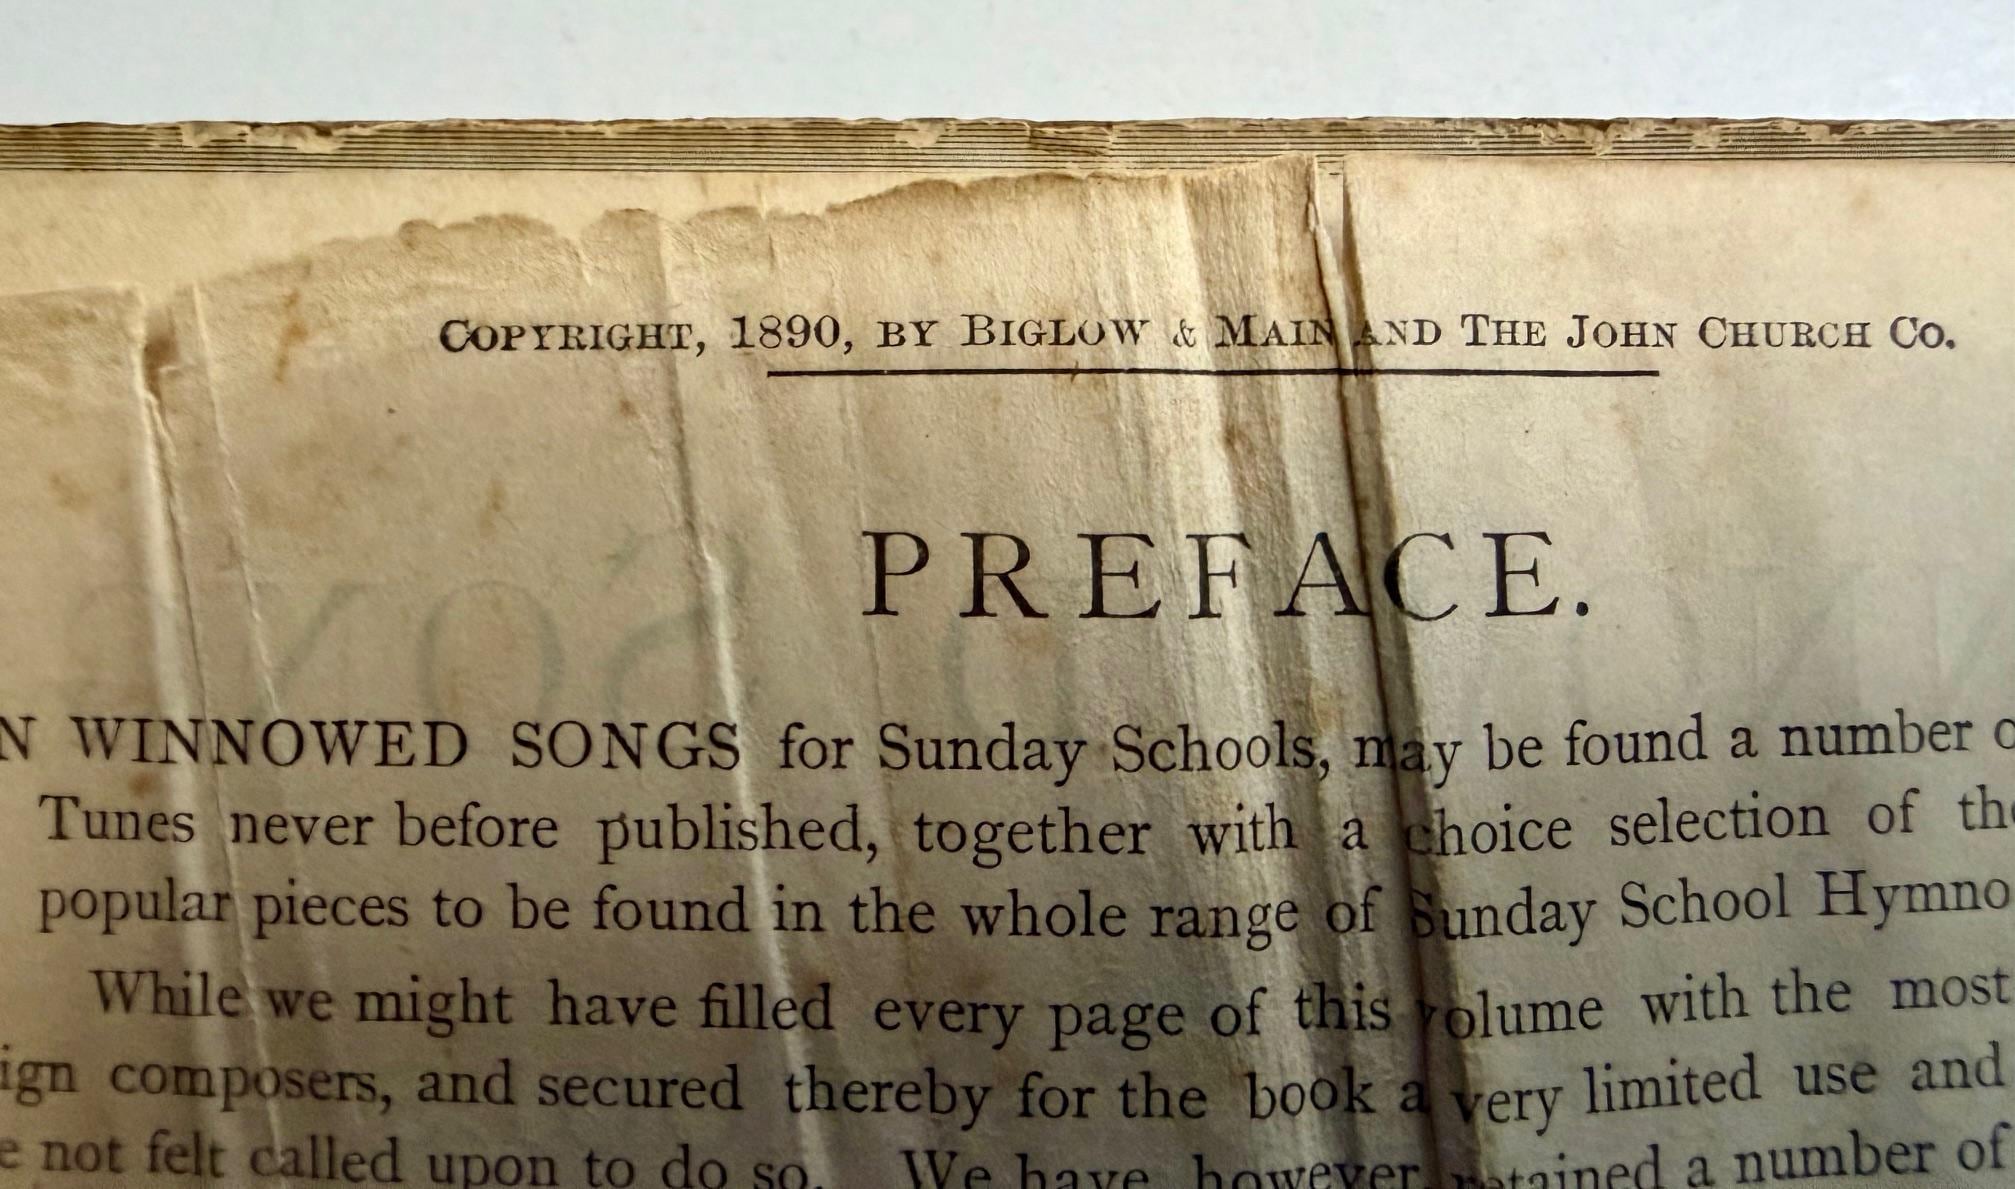 COPYRIGHT, 1890, BY BIGLOW & MAIN AND THE JOHN CHURCH CO.
PREFACE.
N WINNOWED SONGS for Sunday Schools, may be found a number o
Tunes never before published, together with a choice selection of the
popular pieces to be found in the whole range of Sunday School Hymno
While we might have filled every page of this volume with the most
ign composers, and secured thereby for the book a very limited use and
e not felt called upon to do so. We have however retained a number of